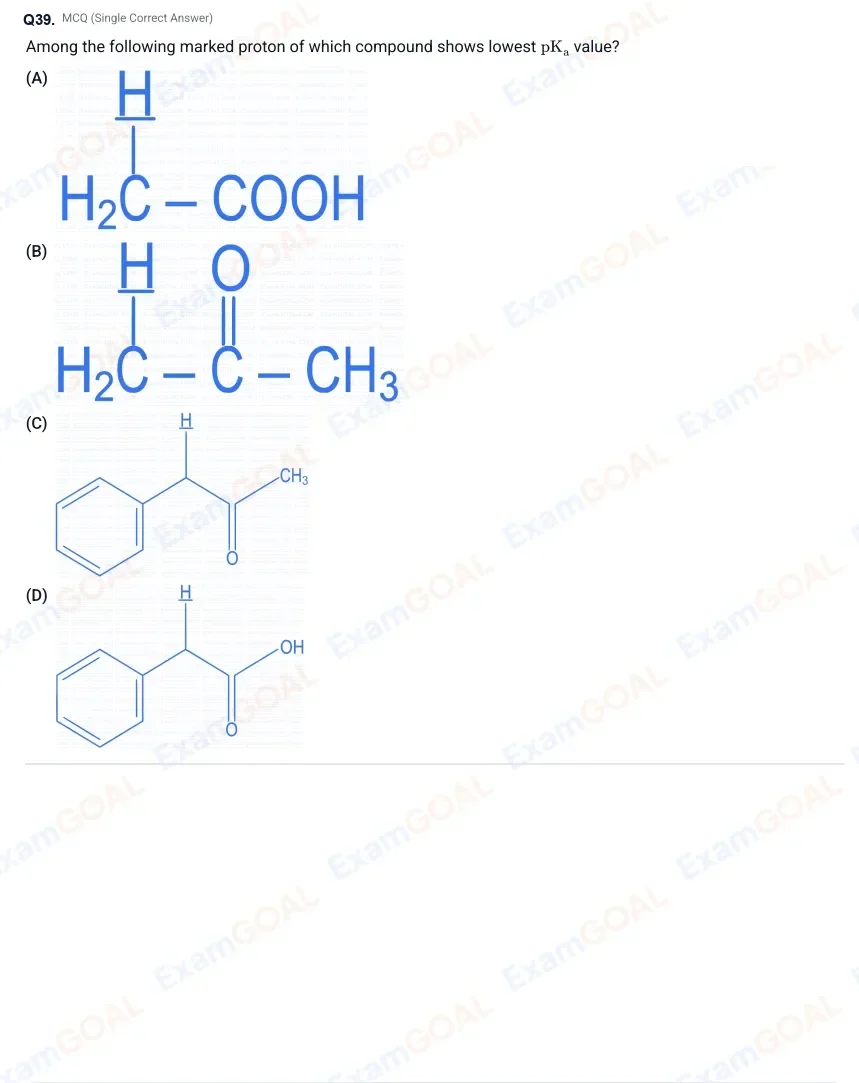 Q39. MCQ (Single Correct Answer)
Among the following marked proton of which compound shows lowest pKₐ value?
(A)
H
H₂C – COOH
(B)
H O
H₂C – C – CH₃
(C)
H
CH₃
O
(D)
H
OH
O
ExamGOAL